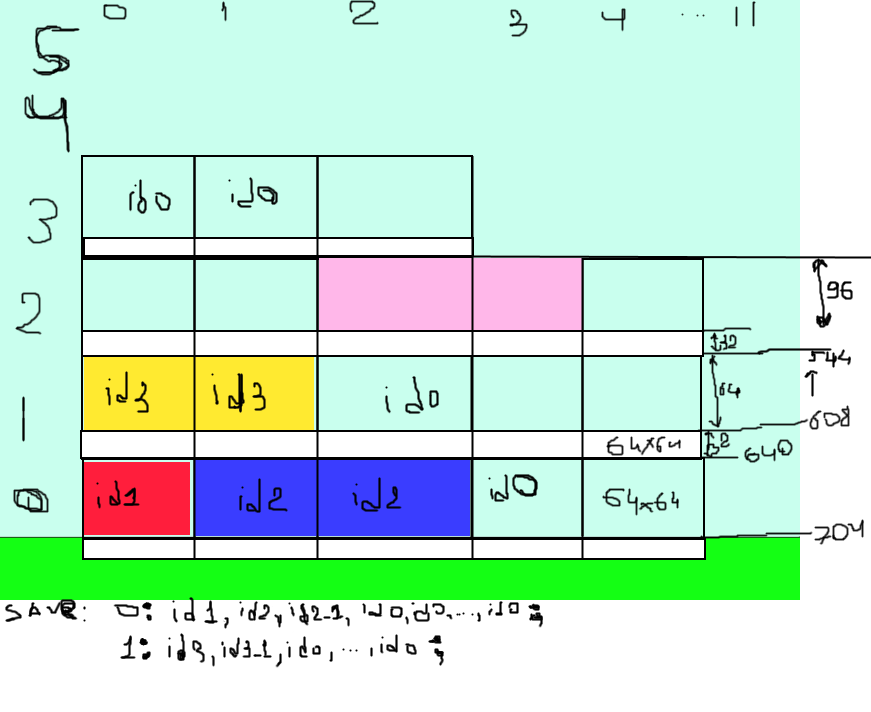 0 1 2 3 4 ... 11
5
4
3 id0 id0
2 96
32
544
1 id3 id3 id0 64
608
64x64 32 640
0 id1 id2 id2 id0 64x64
704
SAVE: 0: id1, id2, id2-1, id0, id0, ..., id0;
1: id3, id3-1, id0, ..., id0;